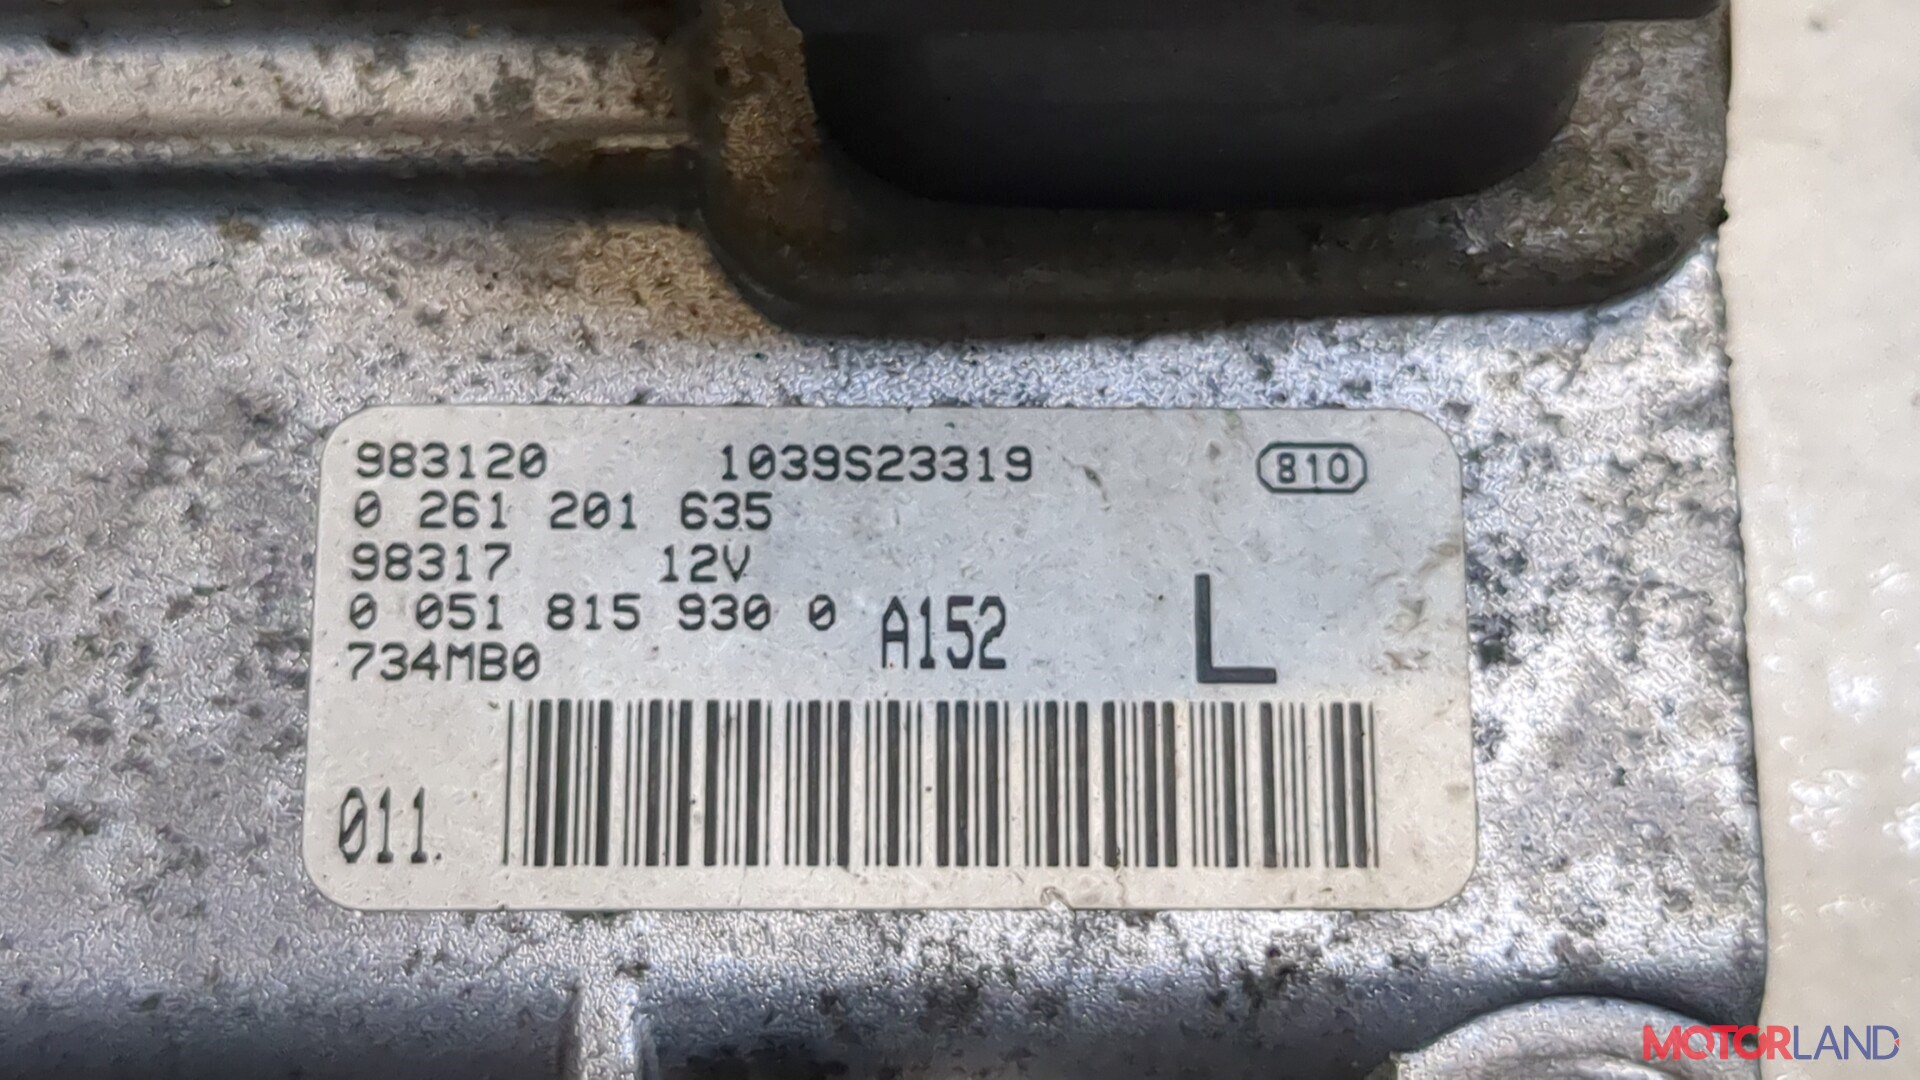 983120 1039S23319 810
0 261 201 635
98317 12V
0 051 815 930 0 A152 L
734MB0
011.
MOTORLAND